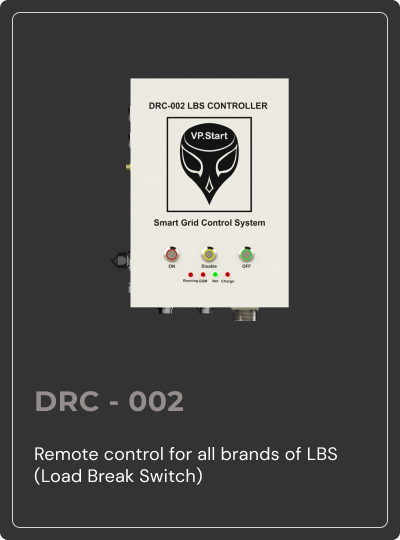 DRC-002 LBS CONTROLLER
VP.Start
Smart Grid Control System
ON Disable OFF
Running GSM Net Charge
DRC - 002
Remote control for all brands of LBS
(Load Break Switch)